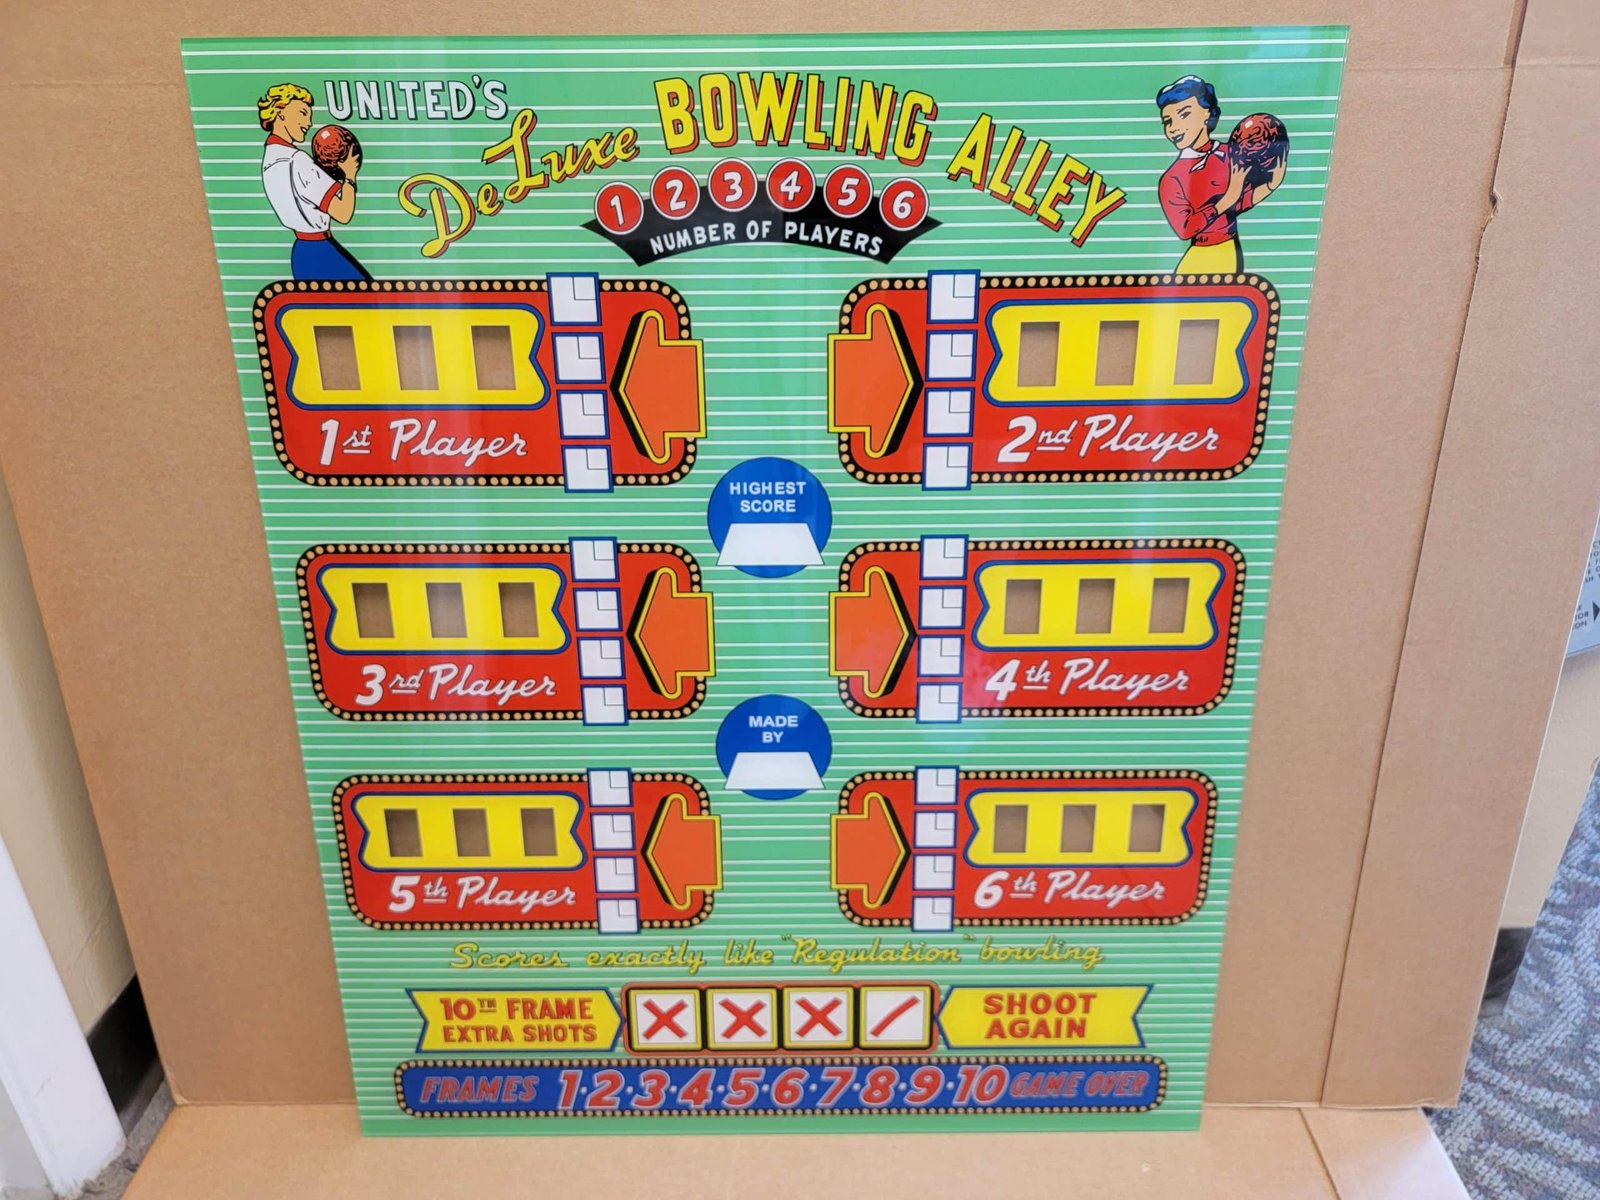 UNITED'S
DeLuxe BOWLING ALLEY
1 2 3 4 5 6
NUMBER OF PLAYERS
1st Player
2nd Player
HIGHEST
SCORE
3rd Player
4th Player
MADE
BY
5th Player
6th Player
Scores exactly like "Regulation" bowling
10TH FRAME
EXTRA SHOTS
X X X /
SHOOT
AGAIN
FRAMES 1·2·3·4·5·6·7·8·9·10 GAME OVER